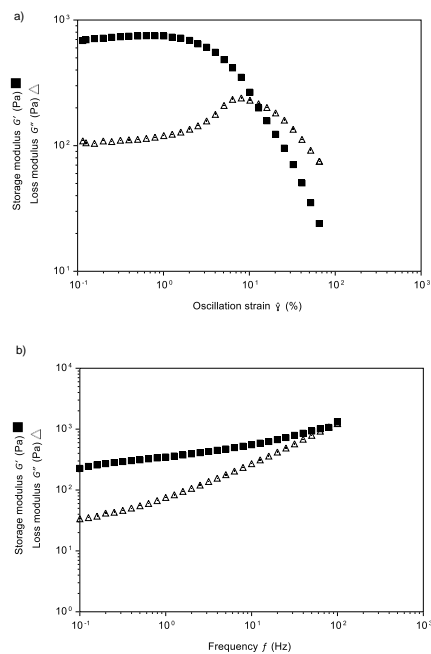 a)
10³
10²
10¹
Storage modulus G' (Pa) ■
Loss modulus G'' (Pa) △
10⁻¹ 10⁰ 10¹ 10² 10³
Oscillation strain γ̂ (%)
b)
10⁴
10³
10²
10¹
10⁰
Storage modulus G' (Pa) ■
Loss modulus G'' (Pa) △
10⁻¹ 10⁰ 10¹ 10² 10³
Frequency f (Hz)